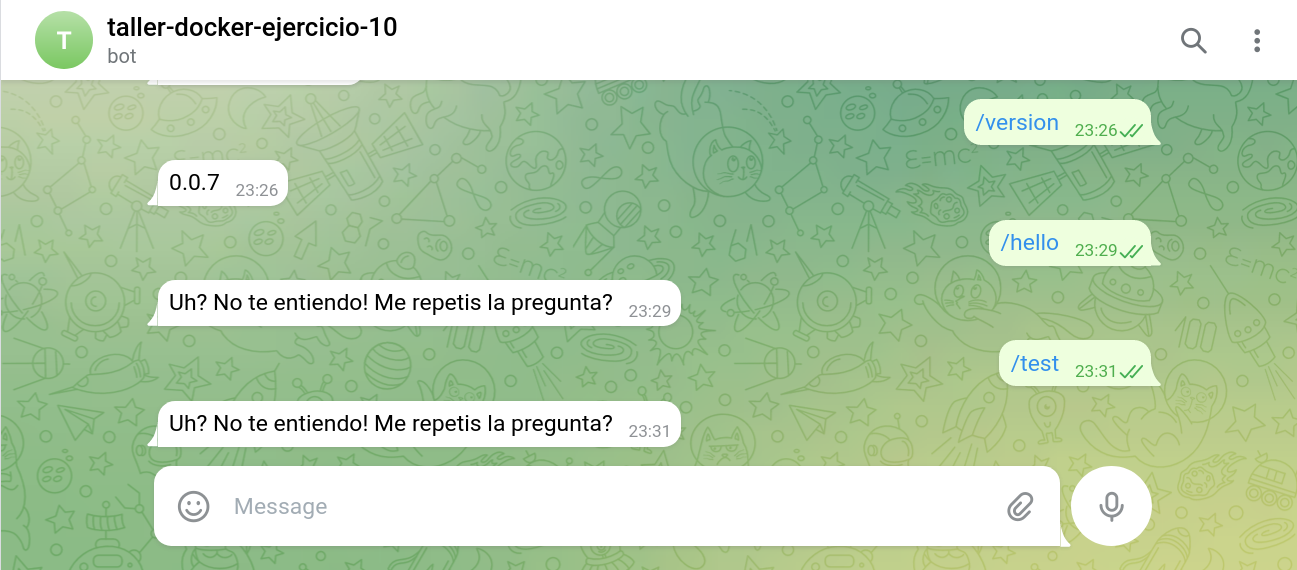 T
taller-docker-ejercicio-10
bot
/version 23:26
0.0.7 23:26
/hello 23:29
Uh? No te entiendo! Me repetis la pregunta? 23:29
/test 23:31
Uh? No te entiendo! Me repetis la pregunta? 23:31
Message